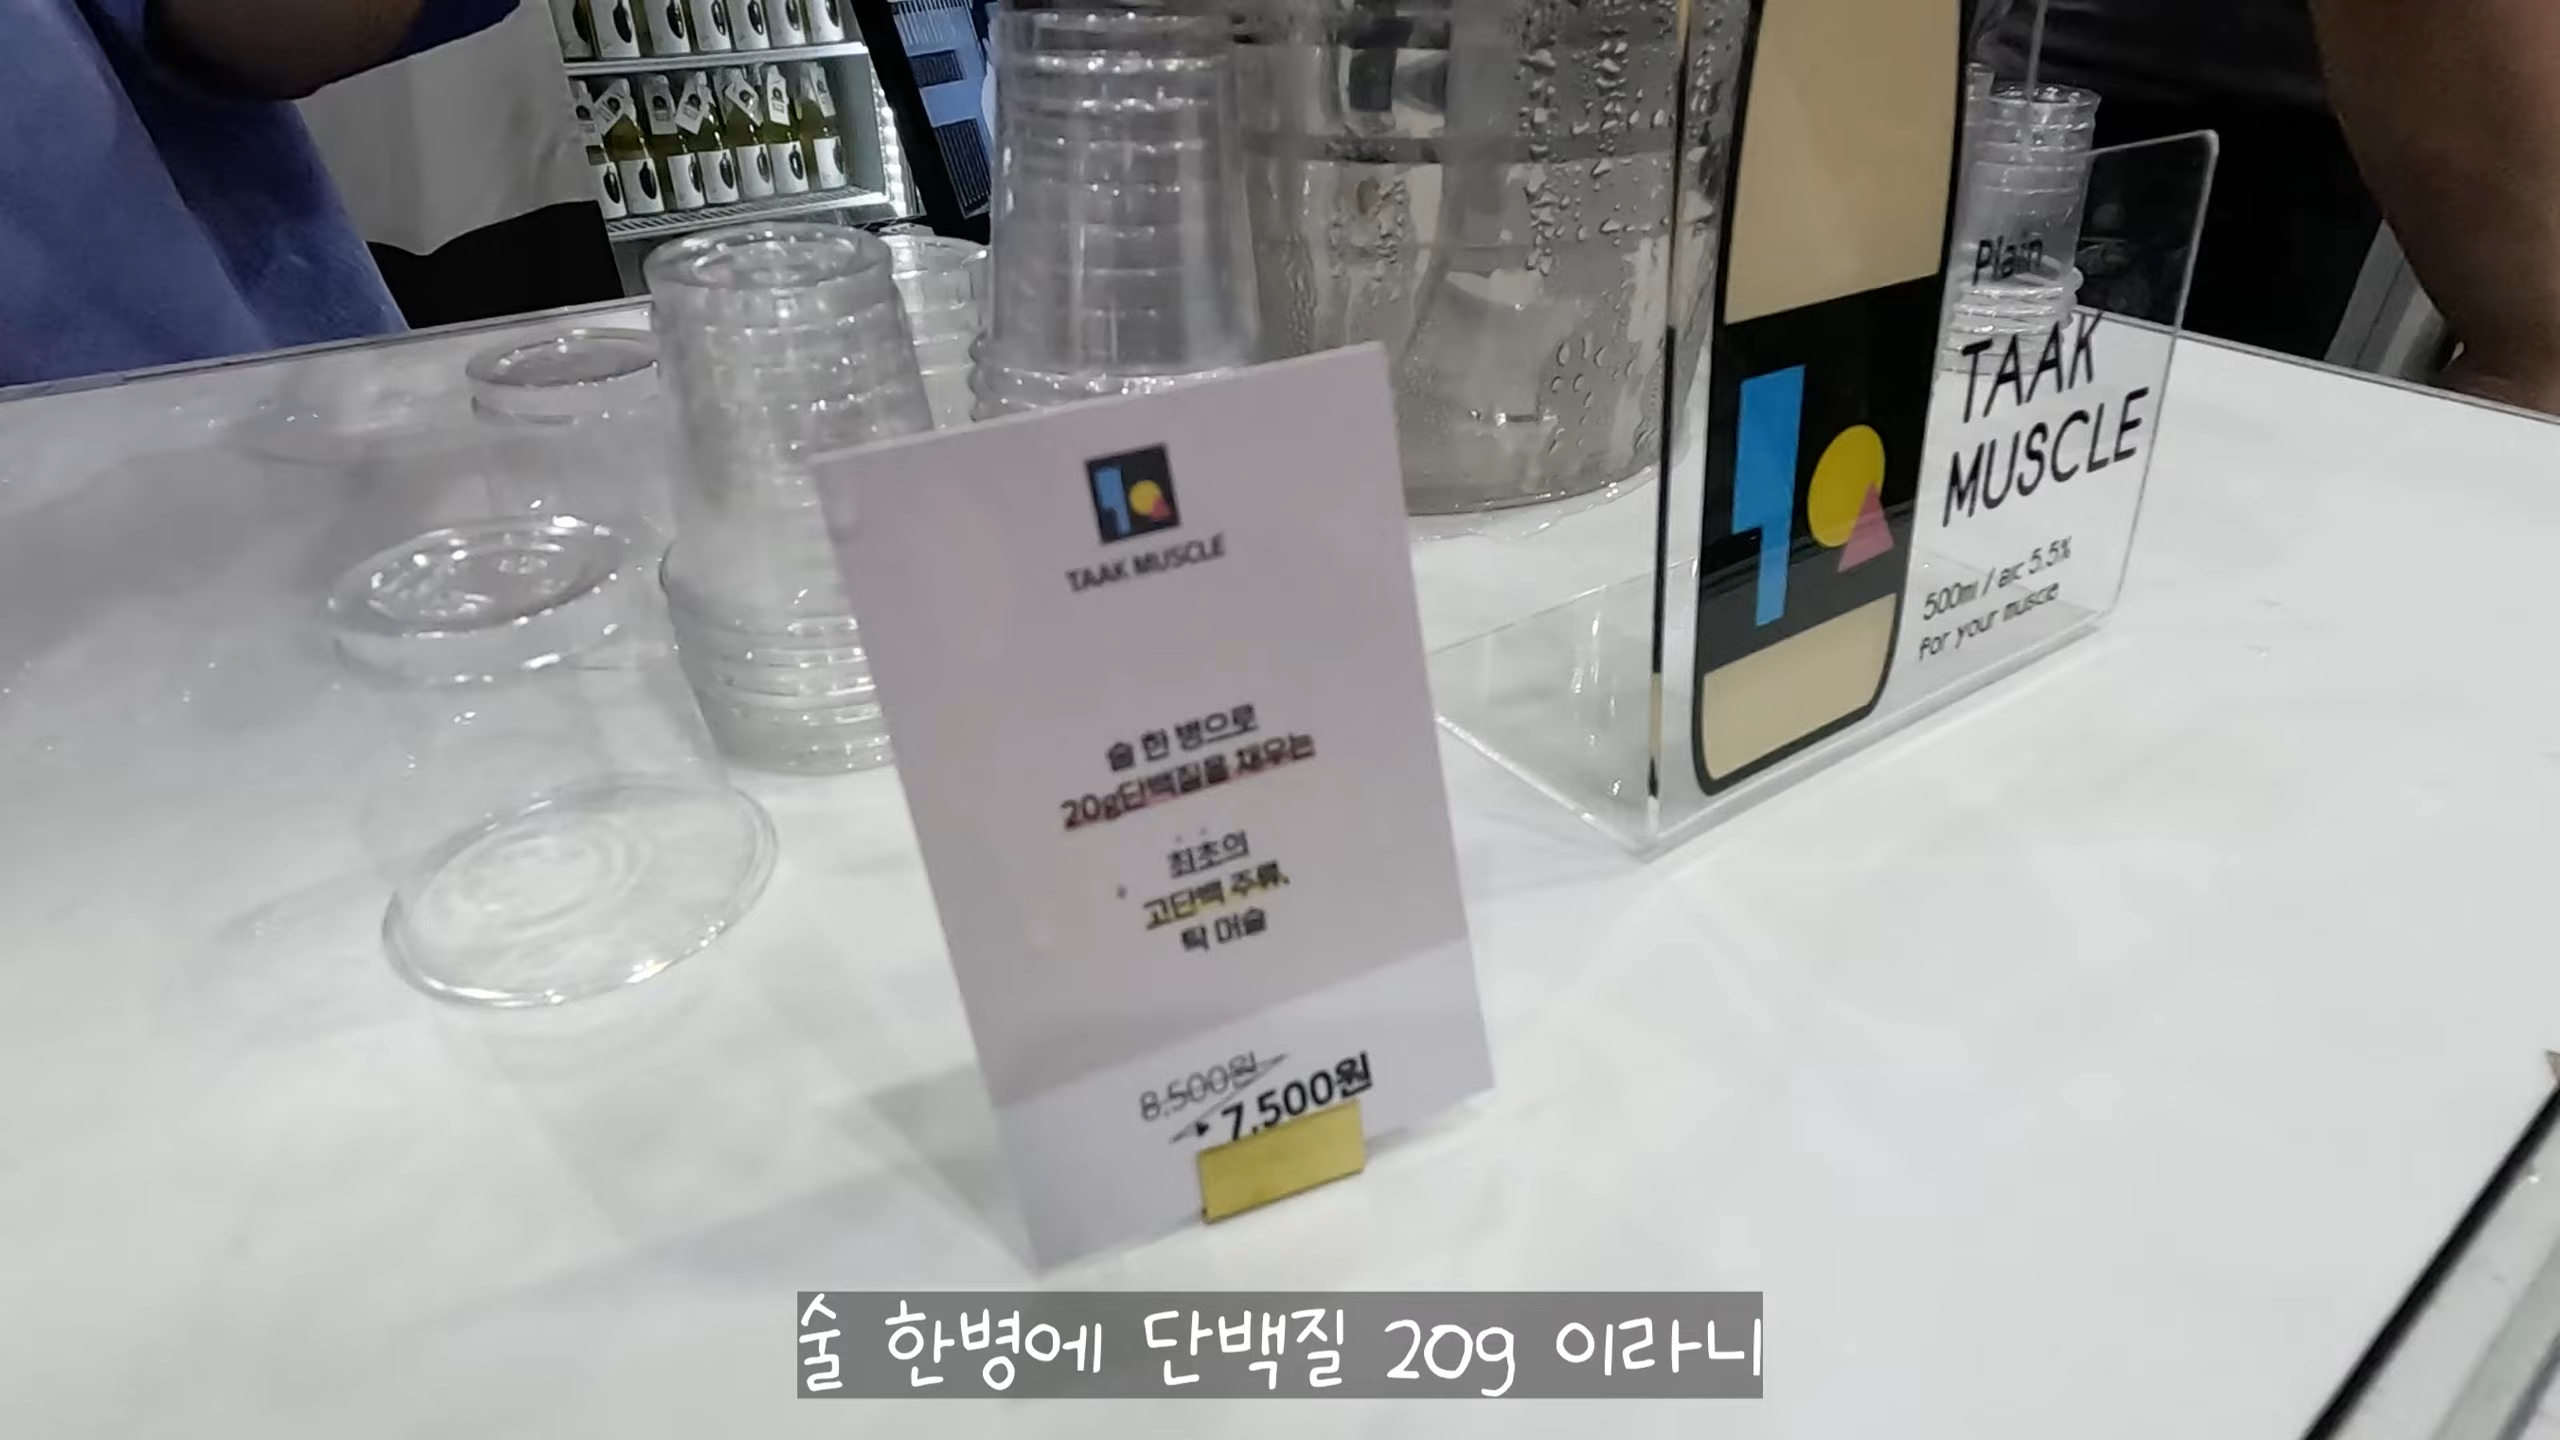 Plain
TAAK
MUSCLE
500ml / alc 5.5%
for your muscle
TAAK MUSCLE
술 한 병으로
20g단백질을 채우는
최초의
고단백 주류,
탁 머슬
8,500원
7,500원
술 한병에 단백질 20g 이라니